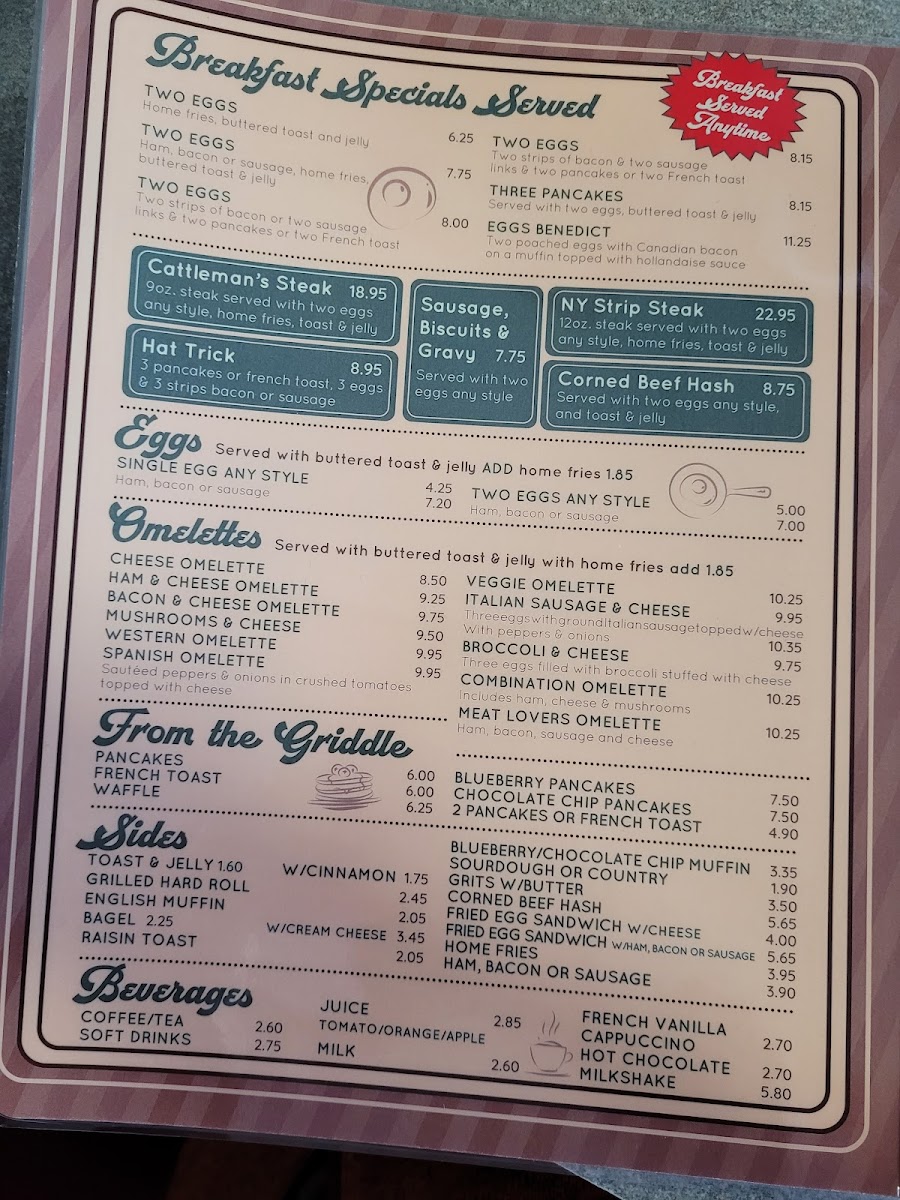 Breakfast Specials Served
Breakfast
Served
Anytime
TWO EGGS 6.25
Home fries, buttered toast and jelly
TWO EGGS 7.75
Ham, bacon or sausage, home fries,
buttered toast & jelly
TWO EGGS 8.00
Two strips of bacon or two sausage
links & two pancakes or two French toast
TWO EGGS 8.15
Two strips of bacon & two sausage
links & two pancakes or two French toast
THREE PANCAKES 8.15
Served with two eggs, buttered toast & jelly
EGGS BENEDICT 11.25
Two poached eggs with Canadian bacon
on a muffin topped with hollandaise sauce
Cattleman's Steak 18.95
9oz. steak served with two eggs
any style, home fries, toast & jelly
Hat Trick 8.95
3 pancakes or french toast, 3 eggs
& 3 strips bacon or sausage
Sausage,
Biscuits &
Gravy 7.75
Served with two
eggs any style
NY Strip Steak 22.95
12oz. steak served with two eggs
any style, home fries, toast & jelly
Corned Beef Hash 8.75
Served with two eggs any style,
and toast & jelly
Eggs Served with buttered toast & jelly ADD home fries 1.85
SINGLE EGG ANY STYLE 4.25
Ham, bacon or sausage 7.20
TWO EGGS ANY STYLE 5.00
Ham, bacon or sausage 7.00
Omelettes Served with buttered toast & jelly with home fries add 1.85
CHEESE OMELETTE 8.50
HAM & CHEESE OMELETTE 9.25
BACON & CHEESE OMELETTE 9.75
MUSHROOMS & CHEESE 9.50
WESTERN OMELETTE 9.95
SPANISH OMELETTE 9.95
Sautéed peppers & onions in crushed tomatoes
topped with cheese
VEGGIE OMELETTE 10.25
ITALIAN SAUSAGE & CHEESE 9.95
ThreeeggswithgroundItaliansausagetoppedw/cheese
With peppers & onions 10.35
BROCCOLI & CHEESE 9.75
Three eggs filled with broccoli stuffed with cheese
COMBINATION OMELETTE 10.25
Includes ham, cheese & mushrooms
MEAT LOVERS OMELETTE 10.25
Ham, bacon, sausage and cheese
From the Griddle
PANCAKES 6.00
FRENCH TOAST 6.00
WAFFLE 6.25
BLUEBERRY PANCAKES 7.50
CHOCOLATE CHIP PANCAKES 7.50
2 PANCAKES OR FRENCH TOAST 4.90
Sides
TOAST & JELLY 1.60 W/CINNAMON 1.75
GRILLED HARD ROLL 2.45
ENGLISH MUFFIN 2.05
BAGEL 2.25 W/CREAM CHEESE 3.45
RAISIN TOAST 2.05
BLUEBERRY/CHOCOLATE CHIP MUFFIN 3.35
SOURDOUGH OR COUNTRY 1.90
GRITS W/BUTTER 3.50
CORNED BEEF HASH 5.65
FRIED EGG SANDWICH W/CHEESE 4.00
FRIED EGG SANDWICH W/HAM, BACON OR SAUSAGE 5.65
HOME FRIES 3.95
HAM, BACON OR SAUSAGE 3.90
Beverages
COFFEE/TEA 2.60
SOFT DRINKS 2.75
JUICE 2.85
TOMATO/ORANGE/APPLE
MILK 2.60
FRENCH VANILLA
CAPPUCCINO 2.70
HOT CHOCOLATE 2.70
MILKSHAKE 5.80